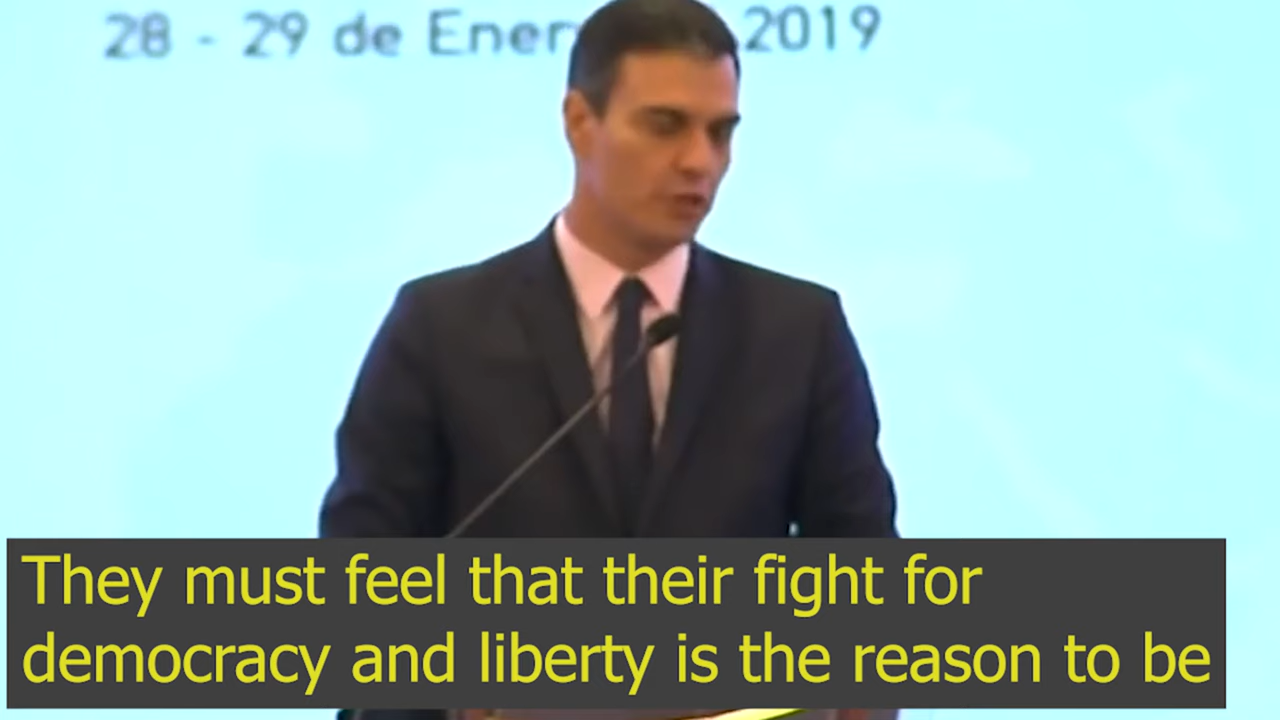 28 - 29 de Ener 2019
They must feel that their fight for
democracy and liberty is the reason to be